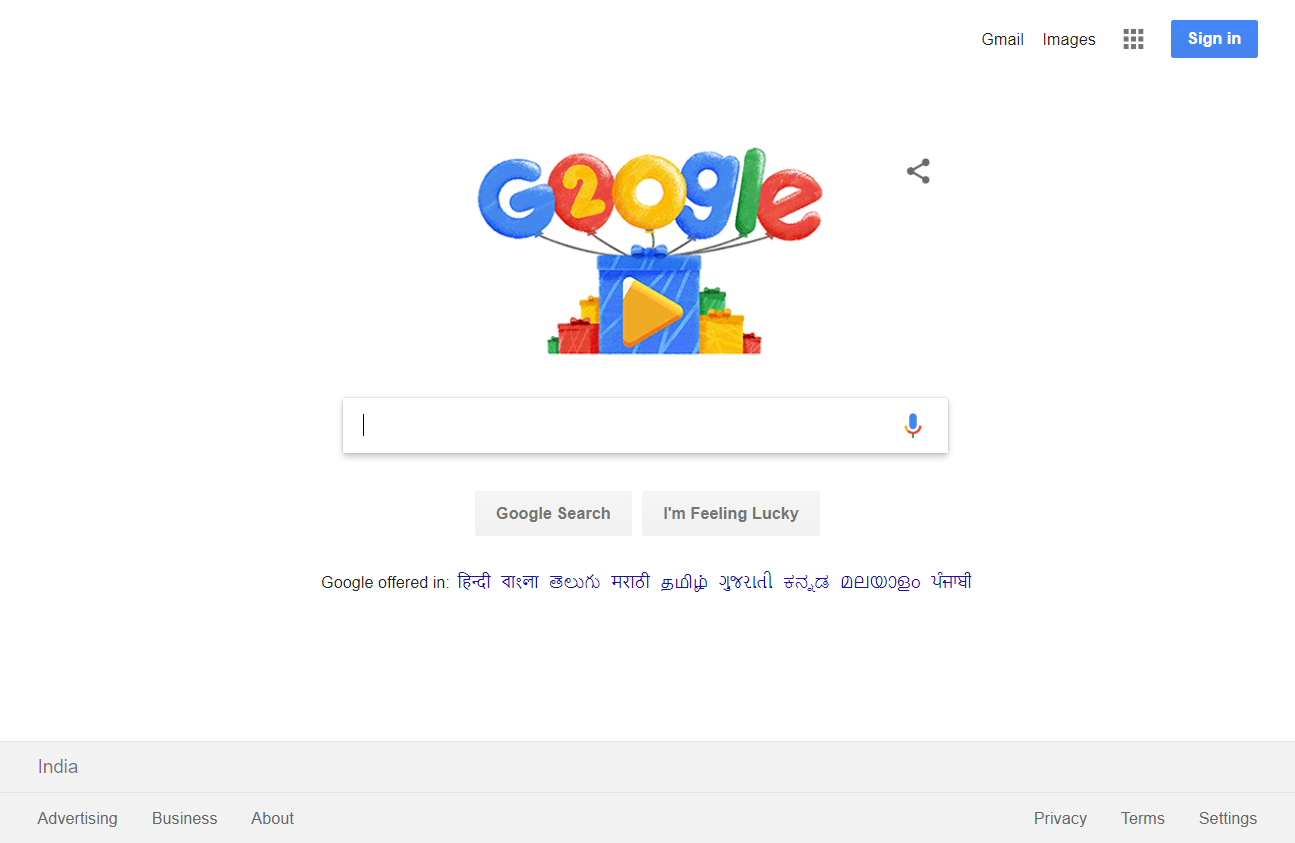 Gmail Images Sign in
G20gle
Google Search I'm Feeling Lucky
Google offered in: हिन्दी বাংলা తెలుగు मराठी தமிழ் ગુજરાતી ಕನ್ನಡ മലയാളം ਪੰਜਾਬੀ
India
Advertising Business About Privacy Terms Settings